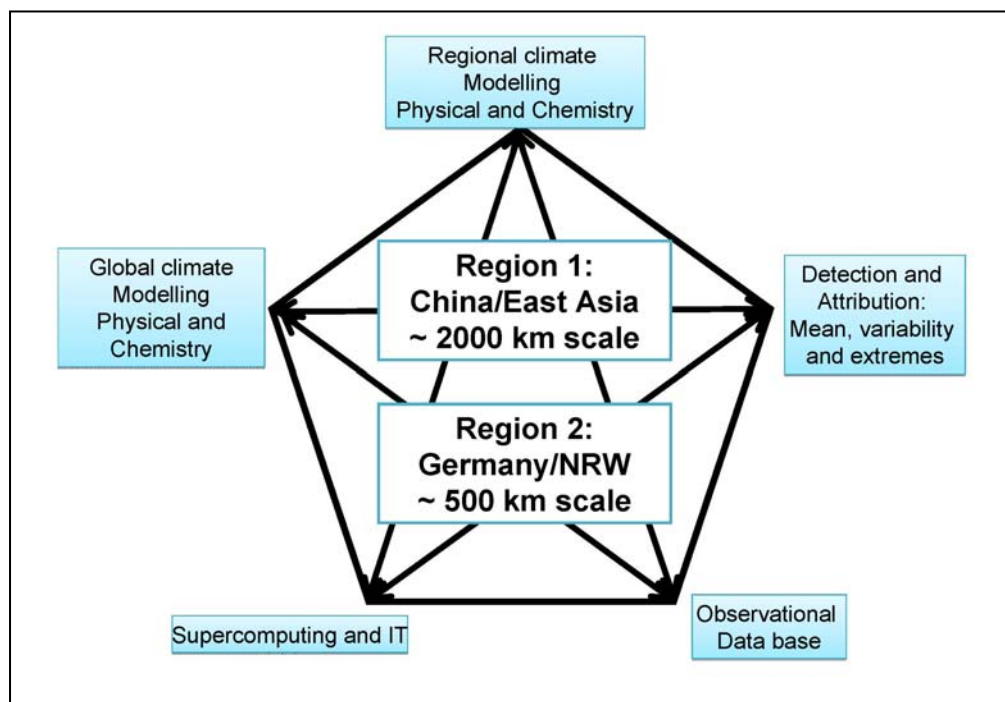 Regional climate
Modelling
Physical and Chemistry
Global climate
Modelling
Physical and
Chemistry
Region 1:
China/East Asia
~ 2000 km scale
Detection and
Attribution:
Mean, variability
and extremes
Region 2:
Germany/NRW
~ 500 km scale
Supercomputing and IT
Observational
Data base